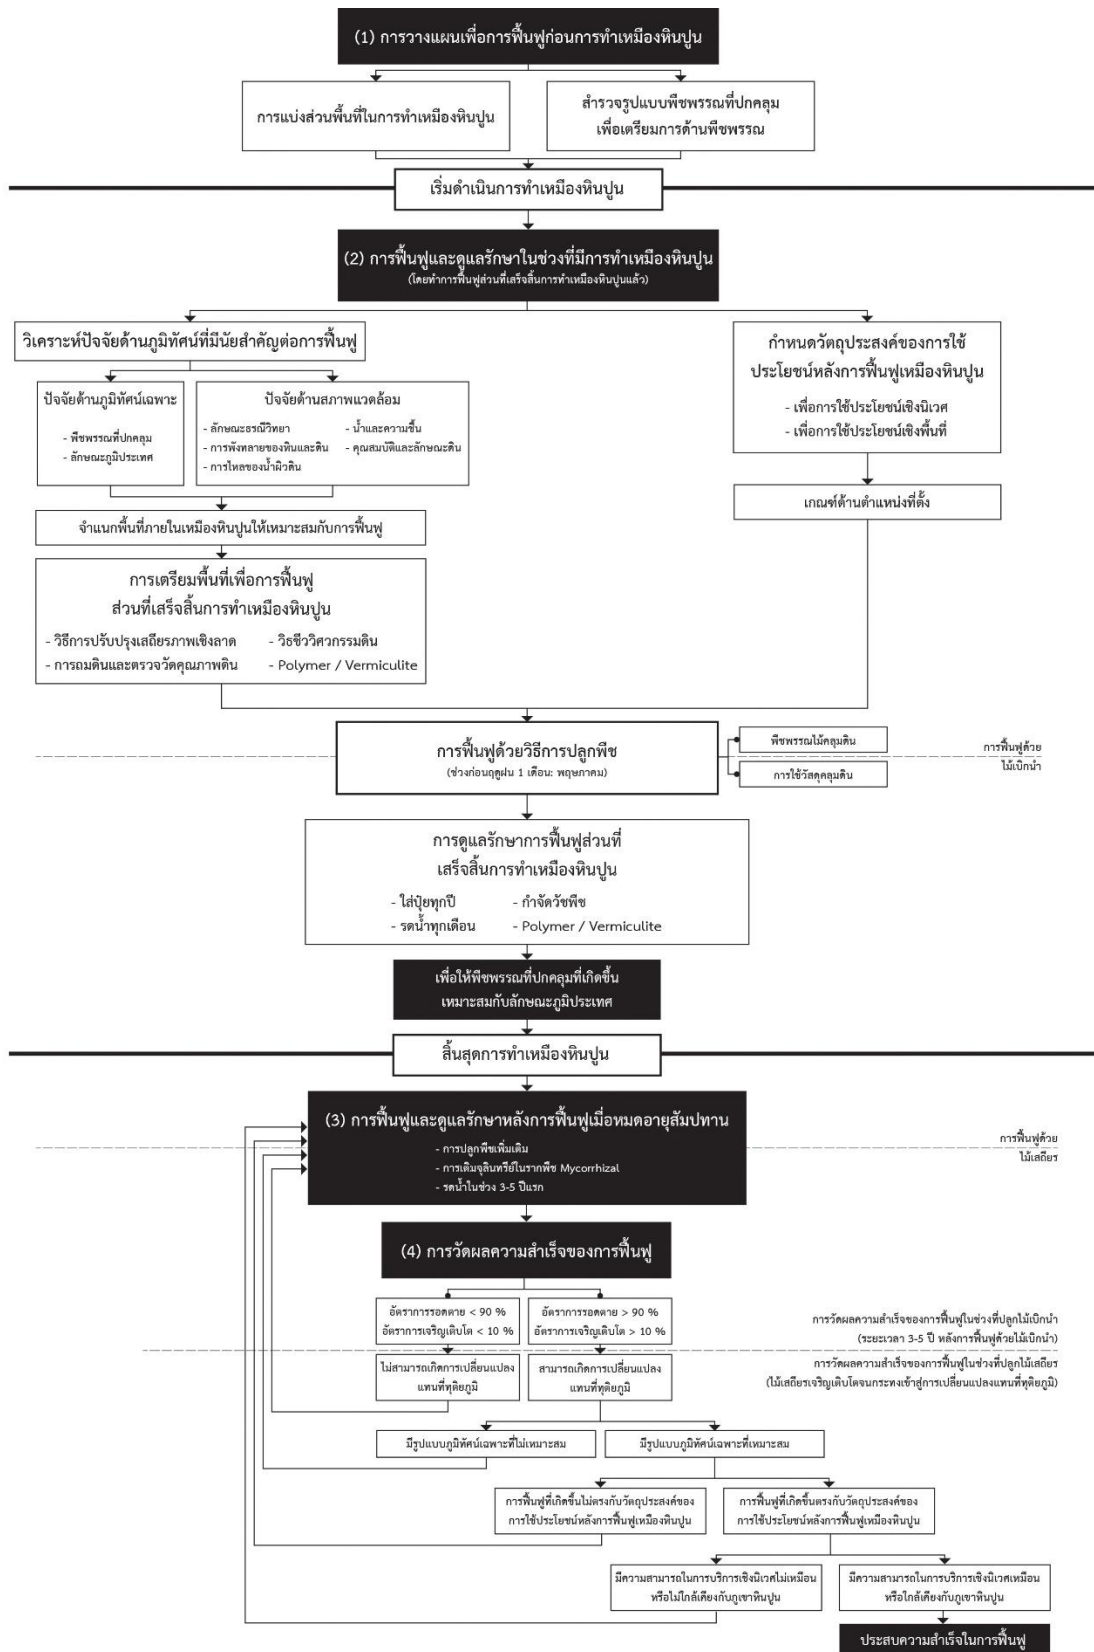 (1) การวางแผนเพื่อการฟื้นฟูก่อนการทำเหมืองหินปูน
การแบ่งส่วนพื้นที่ในการทำเหมืองหินปูน
สำรวจรูปแบบพืชพรรณที่ปกคลุม
เพื่อเตรียมการด้านพืชพรรณ
เริ่มดำเนินการทำเหมืองหินปูน
(2) การฟื้นฟูและดูแลรักษาในช่วงที่มีการทำเหมืองหินปูน
(โดยทำการฟื้นฟูส่วนที่เสร็จสิ้นการทำเหมืองหินปูนแล้ว)
วิเคราะห์ปัจจัยด้านภูมิทัศน์ที่มีนัยสำคัญต่อการฟื้นฟู
ปัจจัยด้านภูมิทัศน์เฉพาะ
- พืชพรรณที่ปกคลุม
- ลักษณะภูมิประเทศ
ปัจจัยด้านสภาพแวดล้อม
- ลักษณะธรณีวิทยา - น้ำและความชื้น
- การพังทลายของหินและดิน - คุณสมบัติและลักษณะดิน
- การไหลของน้ำผิวดิน
กำหนดวัตถุประสงค์ของการใช้
ประโยชน์หลังการฟื้นฟูเหมืองหินปูน
- เพื่อการใช้ประโยชน์เชิงนิเวศ
- เพื่อการใช้ประโยชน์เชิงพื้นที่
เกณฑ์ด้านตำแหน่งที่ตั้ง
จำแนกพื้นที่ภายในเหมืองหินปูนให้เหมาะสมกับการฟื้นฟู
การเตรียมพื้นที่เพื่อการฟื้นฟู
ส่วนที่เสร็จสิ้นการทำเหมืองหินปูน
- วิธีการปรับปรุงเสถียรภาพเชิงลาด - วิธชีววิศวกรรมดิน
- การถมดินและตรวจวัดคุณภาพดิน - Polymer / Vermiculite
การฟื้นฟูด้วยวิธีการปลูกพืช
(ช่วงก่อนฤดูฝน 1 เดือน: พฤษภาคม)
พืชพรรณไม้คลุมดิน
การใช้วัสดุคลุมดิน
การฟื้นฟูด้วย
ไม้เบิกนำ
การดูแลรักษาการฟื้นฟูส่วนที่
เสร็จสิ้นการทำเหมืองหินปูน
- ใส่ปุ๋ยทุกปี - กำจัดวัชพืช
- รดน้ำทุกเดือน - Polymer / Vermiculite
เพื่อให้พืชพรรณที่ปกคลุมที่เกิดขึ้น
เหมาะสมกับลักษณะภูมิประเทศ
สิ้นสุดการทำเหมืองหินปูน
(3) การฟื้นฟูและดูแลรักษาหลังการฟื้นฟูเมื่อหมดอายุสัมปทาน
- การปลูกพืชเพิ่มเติม
- การเติมจุลินทรีย์ในรากพืช Mycorrhizal
- รดน้ำในช่วง 3-5 ปีแรก
การฟื้นฟูด้วย
ไม้เสถียร
(4) การวัดผลความสำเร็จของการฟื้นฟู
อัตราการรอดตาย < 90 %
อัตราการเจริญเติบโต < 10 %
อัตราการรอดตาย > 90 %
อัตราการเจริญเติบโต > 10 %
การวัดผลความสำเร็จของการฟื้นฟูในช่วงที่ปลูกไม้เบิกนำ
(ระยะเวลา 3-5 ปี หลังการฟื้นฟูด้วยไม้เบิกนำ)
ไม่สามารถเกิดการเปลี่ยนแปลง
แทนที่ทุติยภูมิ
สามารถเกิดการเปลี่ยนแปลง
แทนที่ทุติยภูมิ
การวัดผลความสำเร็จของการฟื้นฟูในช่วงที่ปลูกไม้เสถียร
(ไม้เสถียรเจริญเติบโตจนกระทงเข้าสู่การเปลี่ยนแปลงแทนที่ทุติยภูมิ)
มีรูปแบบภูมิทัศน์เฉพาะที่ไม่เหมาะสม
มีรูปแบบภูมิทัศน์เฉพาะที่เหมาะสม
การฟื้นฟูที่เกิดขึ้นไม่ตรงกับวัตถุประสงค์ของ
การใช้ประโยชน์หลังการฟื้นฟูเหมืองหินปูน
การฟื้นฟูที่เกิดขึ้นตรงกับวัตถุประสงค์ของ
การใช้ประโยชน์หลังการฟื้นฟูเหมืองหินปูน
มีความสามารถในการบริการเชิงนิเวศไม่เหมือน
หรือไม่ใกล้เคียงกับภูเขาหินปูน
มีความสามารถในการบริการเชิงนิเวศเหมือน
หรือใกล้เคียงกับภูเขาหินปูน
ประสบความสำเร็จในการฟื้นฟู